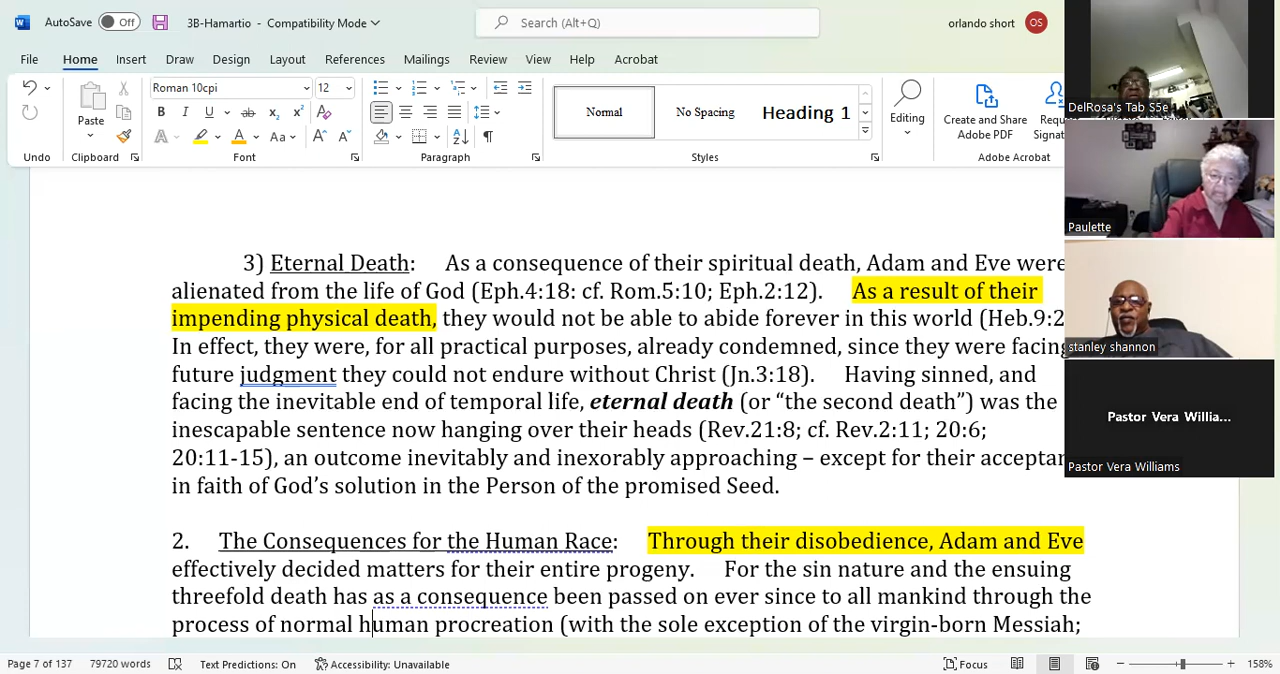 AutoSave Off 3B-Hamartio - Compatibility Mode Search (Alt+Q) orlando short OS
File Home Insert Draw Design Layout References Mailings Review View Help Acrobat
Roman 10cpi 12
Paste
Normal No Spacing Heading 1
Editing
Create and Share Adobe PDF
Requ Signat
Undo Clipboard Font Paragraph Styles Adobe Acrobat
3) Eternal Death: As a consequence of their spiritual death, Adam and Eve were
alienated from the life of God (Eph.4:18: cf. Rom.5:10; Eph.2:12). As a result of their
impending physical death, they would not be able to abide forever in this world (Heb.9:2
In effect, they were, for all practical purposes, already condemned, since they were facing
future judgment they could not endure without Christ (Jn.3:18). Having sinned, and
facing the inevitable end of temporal life, eternal death (or “the second death”) was the
inescapable sentence now hanging over their heads (Rev.21:8; cf. Rev.2:11; 20:6;
20:11-15), an outcome inevitably and inexorably approaching – except for their acceptan
in faith of God’s solution in the Person of the promised Seed.
2. The Consequences for the Human Race: Through their disobedience, Adam and Eve
effectively decided matters for their entire progeny. For the sin nature and the ensuing
threefold death has as a consequence been passed on ever since to all mankind through the
process of normal human procreation (with the sole exception of the virgin-born Messiah;
DelRosa's Tab S5e
Paulette
stanley shannon
Pastor Vera Willia...
Pastor Vera Williams
Page 7 of 137 79720 words Text Predictions: On Accessibility: Unavailable Focus 158%